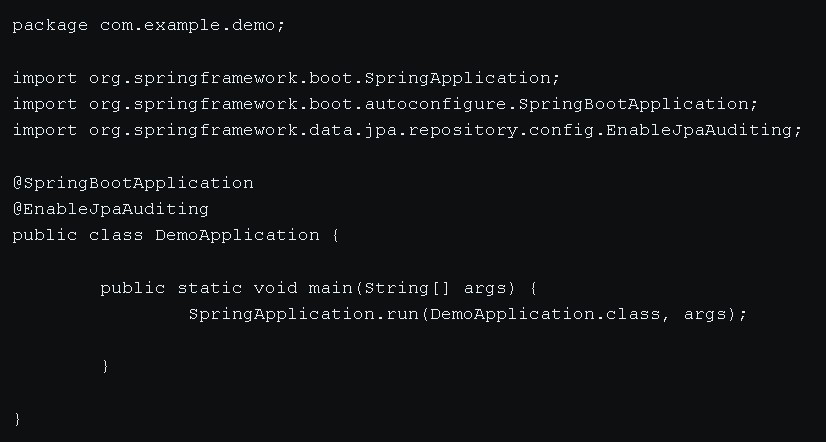 package com.example.demo;
import org.springframework.boot.SpringApplication;
import org.springframework.boot.autoconfigure.SpringBootApplication;
import org.springframework.data.jpa.repository.config.EnableJpaAuditing;
@SpringBootApplication
@EnableJpaAuditing
public class DemoApplication {
public static void main(String[] args) {
SpringApplication.run(DemoApplication.class, args);
}
}